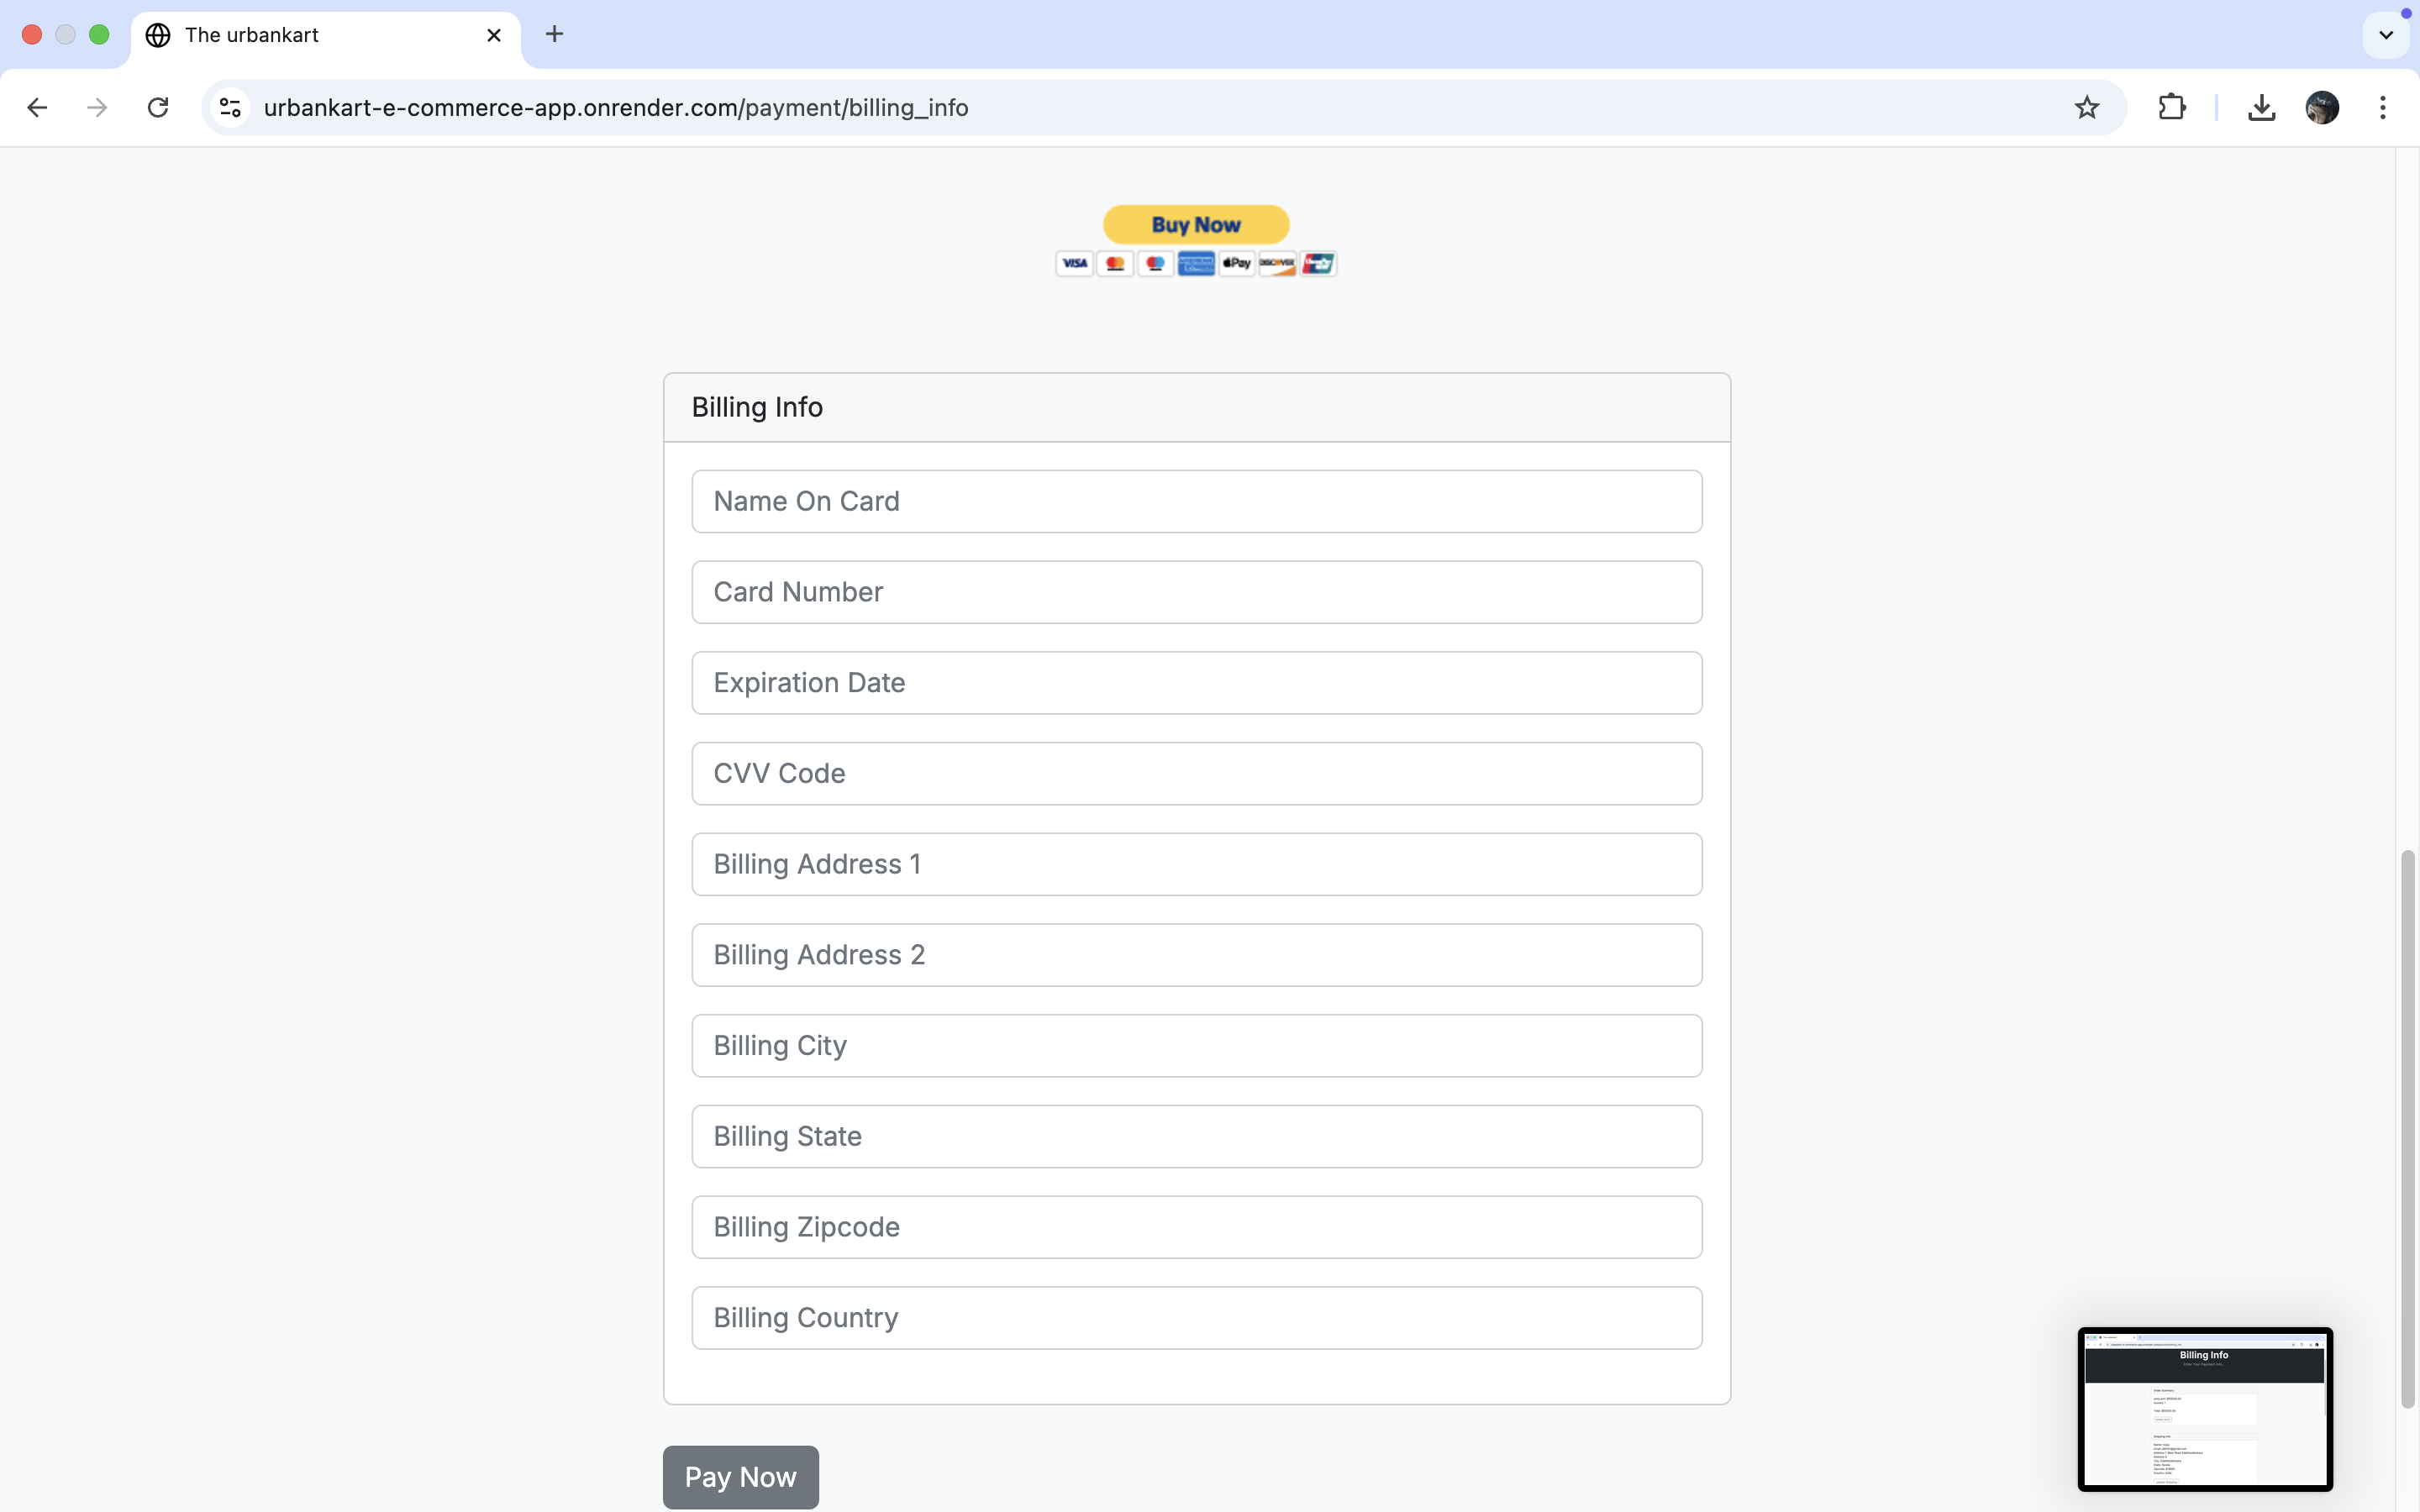 The urbankart
urbankart-e-commerce-app.onrender.com/payment/billing_info
Buy Now
VISA Pay DISCOVER
Billing Info
Name On Card
Card Number
Expiration Date
CVV Code
Billing Address 1
Billing Address 2
Billing City
Billing State
Billing Zipcode
Billing Country
Billing Info
Pay Now